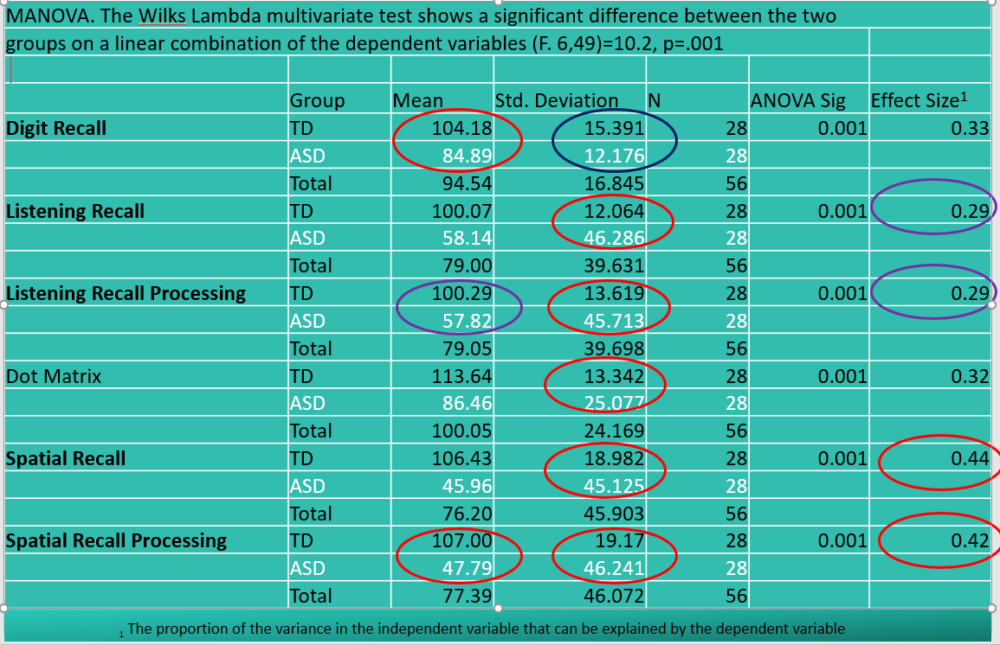 MANOVA. The Wilks Lambda multivariate test shows a significant difference between the two
groups on a linear combination of the dependent variables (F. 6,49)=10.2, p=.001
Group Mean Std. Deviation N ANOVA Sig Effect Size¹
Digit Recall TD 104.18 15.391 28 0.001 0.33
ASD 84.89 12.176 28
Total 94.54 16.845 56
Listening Recall TD 100.07 12.064 28 0.001 0.29
ASD 58.14 46.286 28
Total 79.00 39.631 56
Listening Recall Processing TD 100.29 13.619 28 0.001 0.29
ASD 57.82 45.713 28
Total 79.05 39.698 56
Dot Matrix TD 113.64 13.342 28 0.001 0.32
ASD 86.46 25.077 28
Total 100.05 24.169 56
Spatial Recall TD 106.43 18.982 28 0.001 0.44
ASD 45.96 45.125 28
Total 76.20 45.903 56
Spatial Recall Processing TD 107.00 19.17 28 0.001 0.42
ASD 47.79 46.241 28
Total 77.39 46.072 56
₁ The proportion of the variance in the independent variable that can be explained by the dependent variable